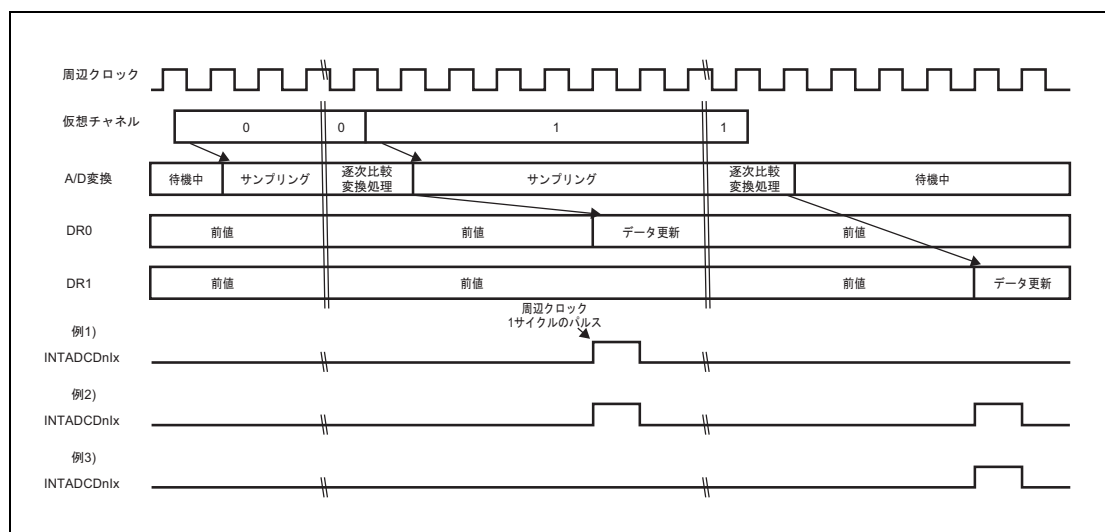 周辺クロック
仮想チャネル
0
0
1
1
A/D変換
待機中
サンプリング
逐次比較
変換処理
サンプリング
逐次比較
変換処理
待機中
DR0
前値
前値
データ更新
前値
DR1
前値
前値
前値
データ更新
周辺クロック
1サイクルのパルス
例1)
INTADCDnIx
例2)
INTADCDnIx
例3)
INTADCDnIx